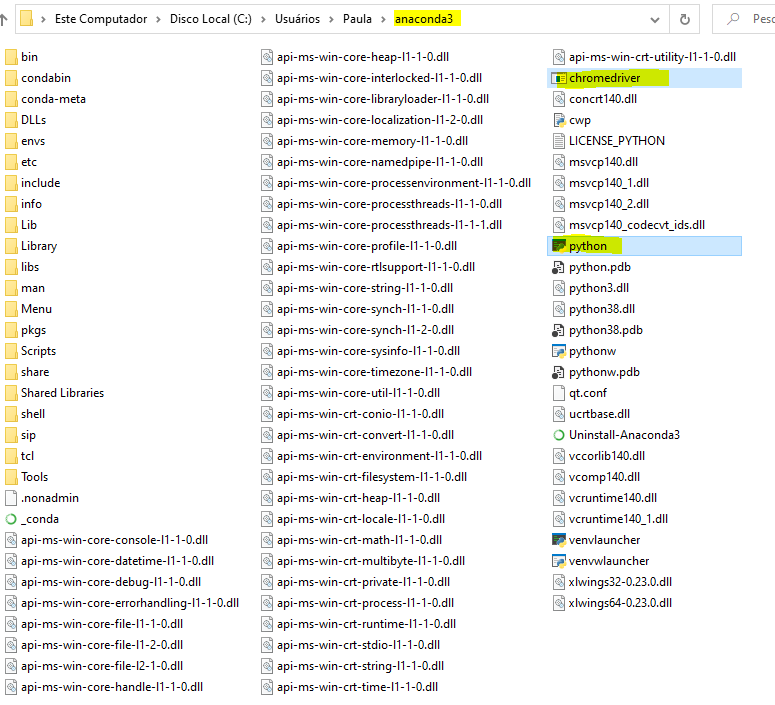 Este Computador > Disco Local (C:) > Usuários > Paula > anaconda3
Pesc
bin
condabin
conda-meta
DLLs
envs
etc
include
info
Lib
Library
libs
man
Menu
pkgs
Scripts
share
Shared Libraries
shell
sip
tcl
Tools
.nonadmin
_conda
api-ms-win-core-console-l1-1-0.dll
api-ms-win-core-datetime-l1-1-0.dll
api-ms-win-core-debug-l1-1-0.dll
api-ms-win-core-errorhandling-l1-1-0.dll
api-ms-win-core-file-l1-1-0.dll
api-ms-win-core-file-l1-2-0.dll
api-ms-win-core-file-l2-1-0.dll
api-ms-win-core-handle-l1-1-0.dll
api-ms-win-core-heap-l1-1-0.dll
api-ms-win-core-interlocked-l1-1-0.dll
api-ms-win-core-libraryloader-l1-1-0.dll
api-ms-win-core-localization-l1-2-0.dll
api-ms-win-core-memory-l1-1-0.dll
api-ms-win-core-namedpipe-l1-1-0.dll
api-ms-win-core-processenvironment-l1-1-0.dll
api-ms-win-core-processthreads-l1-1-0.dll
api-ms-win-core-processthreads-l1-1-1.dll
api-ms-win-core-profile-l1-1-0.dll
api-ms-win-core-rtlsupport-l1-1-0.dll
api-ms-win-core-string-l1-1-0.dll
api-ms-win-core-synch-l1-1-0.dll
api-ms-win-core-synch-l1-2-0.dll
api-ms-win-core-sysinfo-l1-1-0.dll
api-ms-win-core-timezone-l1-1-0.dll
api-ms-win-core-util-l1-1-0.dll
api-ms-win-crt-conio-l1-1-0.dll
api-ms-win-crt-convert-l1-1-0.dll
api-ms-win-crt-environment-l1-1-0.dll
api-ms-win-crt-filesystem-l1-1-0.dll
api-ms-win-crt-heap-l1-1-0.dll
api-ms-win-crt-locale-l1-1-0.dll
api-ms-win-crt-math-l1-1-0.dll
api-ms-win-crt-multibyte-l1-1-0.dll
api-ms-win-crt-private-l1-1-0.dll
api-ms-win-crt-process-l1-1-0.dll
api-ms-win-crt-runtime-l1-1-0.dll
api-ms-win-crt-stdio-l1-1-0.dll
api-ms-win-crt-string-l1-1-0.dll
api-ms-win-crt-time-l1-1-0.dll
api-ms-win-crt-utility-l1-1-0.dll
chromedriver
concrt140.dll
cwp
LICENSE_PYTHON
msvcp140.dll
msvcp140_1.dll
msvcp140_2.dll
msvcp140_codecvt_ids.dll
python
python.pdb
python3.dll
python38.dll
python38.pdb
pythonw
pythonw.pdb
qt.conf
ucrtbase.dll
Uninstall-Anaconda3
vccorlib140.dll
vcomp140.dll
vcruntime140.dll
vcruntime140_1.dll
venvlauncher
venvwlauncher
xlwings32-0.23.0.dll
xlwings64-0.23.0.dll